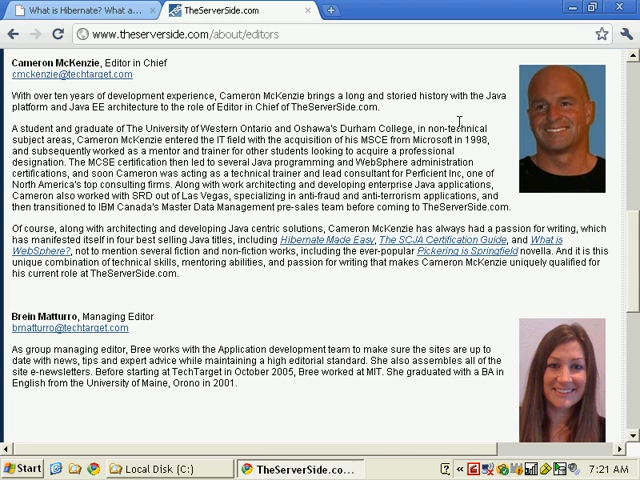 What is Hibernate? What a...
TheServerSide.com
www.theserverside.com/about/editors
Cameron McKenzie, Editor in Chief
cmckenzie@techtarget.com
With over ten years of development experience, Cameron McKenzie brings a long and storied history with the Java
platform and Java EE architecture to the role of Editor in Chief of TheServerSide.com.
A student and graduate of The University of Western Ontario and Oshawa's Durham College, in non-technical
subject areas, Cameron McKenzie entered the IT field with the acquisition of his MSCE from Microsoft in 1998,
and subsequently worked as a mentor and trainer for other students looking to acquire a professional
designation. The MCSE certification then led to several Java programming and WebSphere administration
certifications, and soon Cameron was acting as a technical trainer and lead consultant for Perficient Inc, one of
North America's top consulting firms. Along with work architecting and developing enterprise Java applications,
Cameron also worked with SRD out of Las Vegas, specializing in anti-fraud and anti-terrorism applications, and
then transitioned to IBM Canada's Master Data Management pre-sales team before coming to TheServerSide.com.
Of course, along with architecting and developing Java centric solutions, Cameron McKenzie has always had a passion for writing, which
has manifested itself in four best selling Java titles, including Hibernate Made Easy, The SCJA Certification Guide, and What is
WebSphere?, not to mention several fiction and non-fiction works, including the ever-popular Pickering is Springfield novella. And it is this
unique combination of technical skills, mentoring abilities, and passion for writing that makes Cameron McKenzie uniquely qualified for
his current role at TheServerSide.com.
Brein Matturro, Managing Editor
bmatturro@techtarget.com
As group managing editor, Bree works with the Application development team to make sure the sites are up to
date with news, tips and expert advice while maintaining a high editorial standard. She also assembles all of the
site e-newsletters. Before starting at TechTarget in October 2005, Bree worked at MIT. She graduated with a BA in
English from the University of Maine, Orono in 2001.
Start
Local Disk (C:)
TheServerSide.co...
7:21 AM